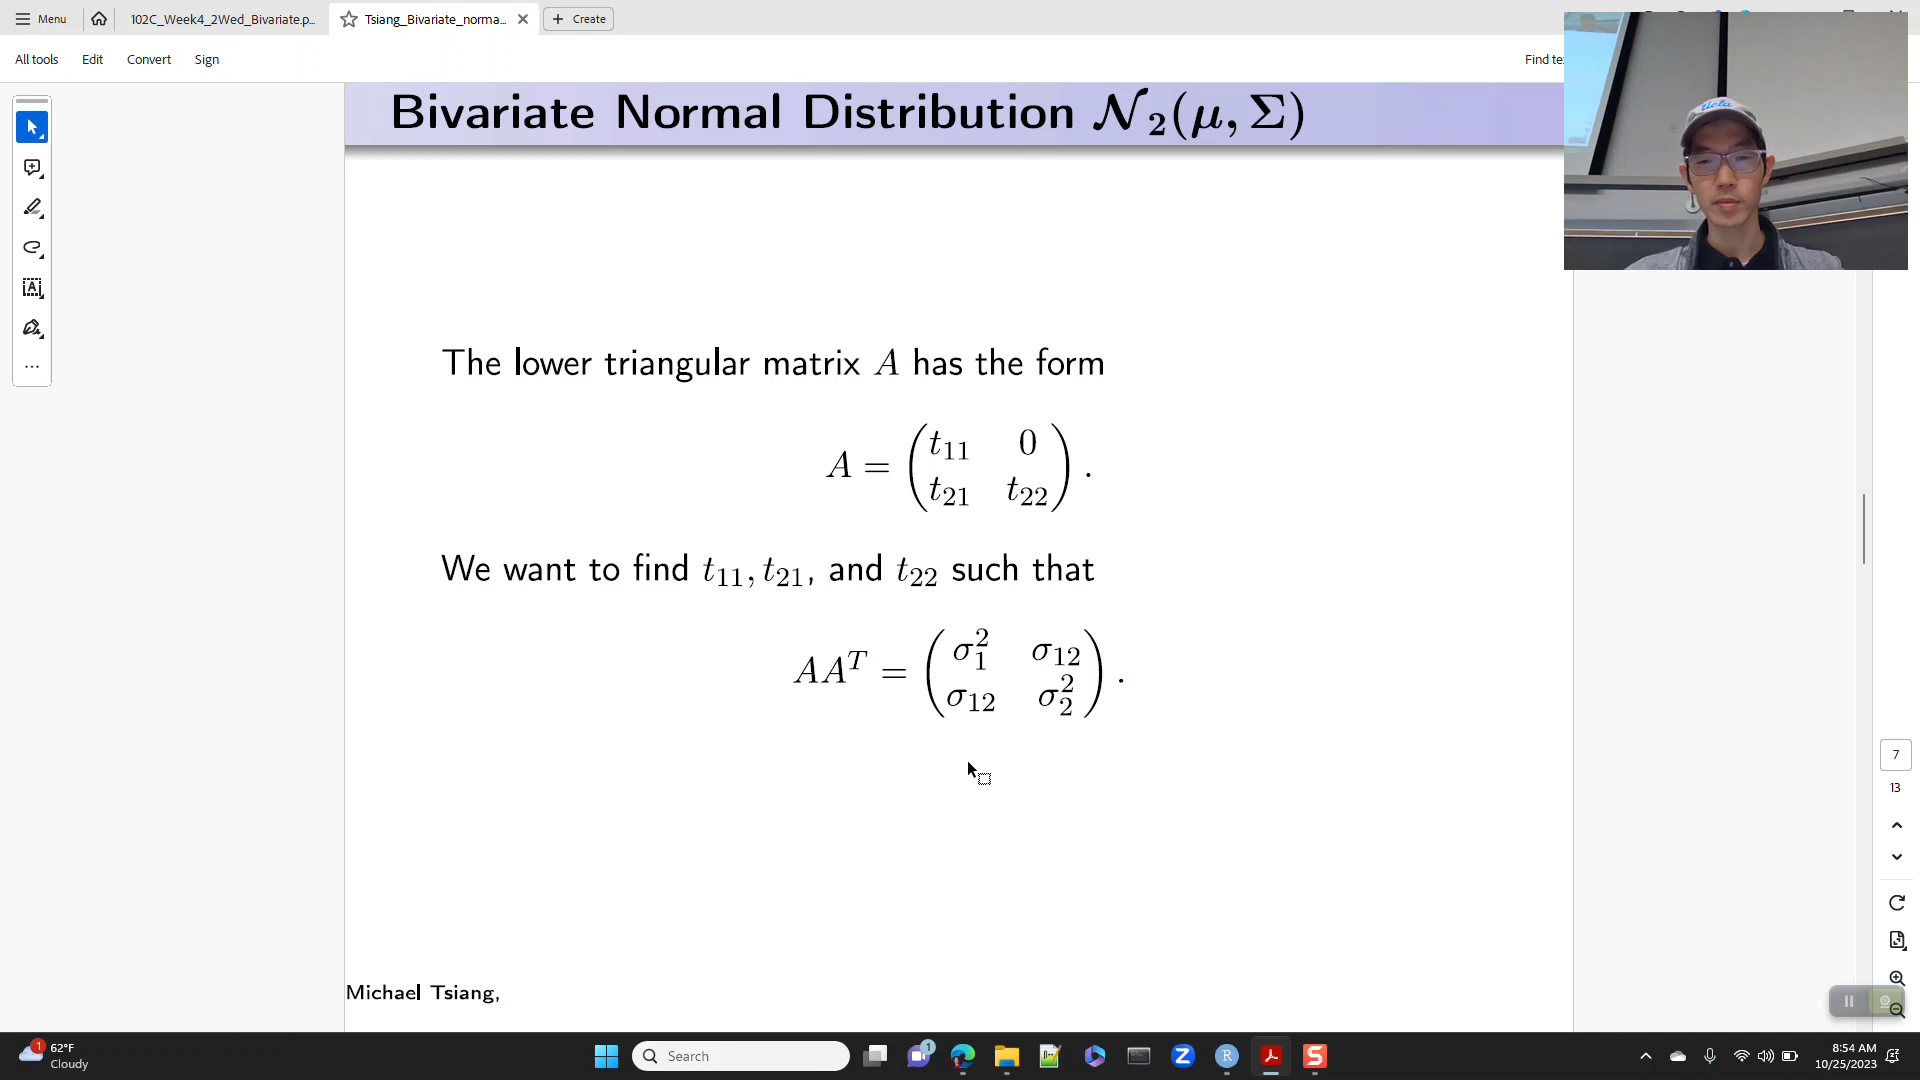 Menu
102C_Week4_2Wed_Bivariate.p...
Tsiang_Bivariate_norma...
Create
All tools
Edit
Convert
Sign
Find te
Bivariate Normal Distribution 𝒩₂(μ, Σ)
The lower triangular matrix A has the form
A = ( t₁₁ 0
t₂₁ t₂₂ ) .
We want to find t₁₁, t₂₁, and t₂₂ such that
AAᵀ = ( σ₁² σ₁₂
σ₁₂ σ₂² ) .
7
13
Michael Tsiang,
1
62°F
Cloudy
Search
1
8:54 AM
10/25/2023